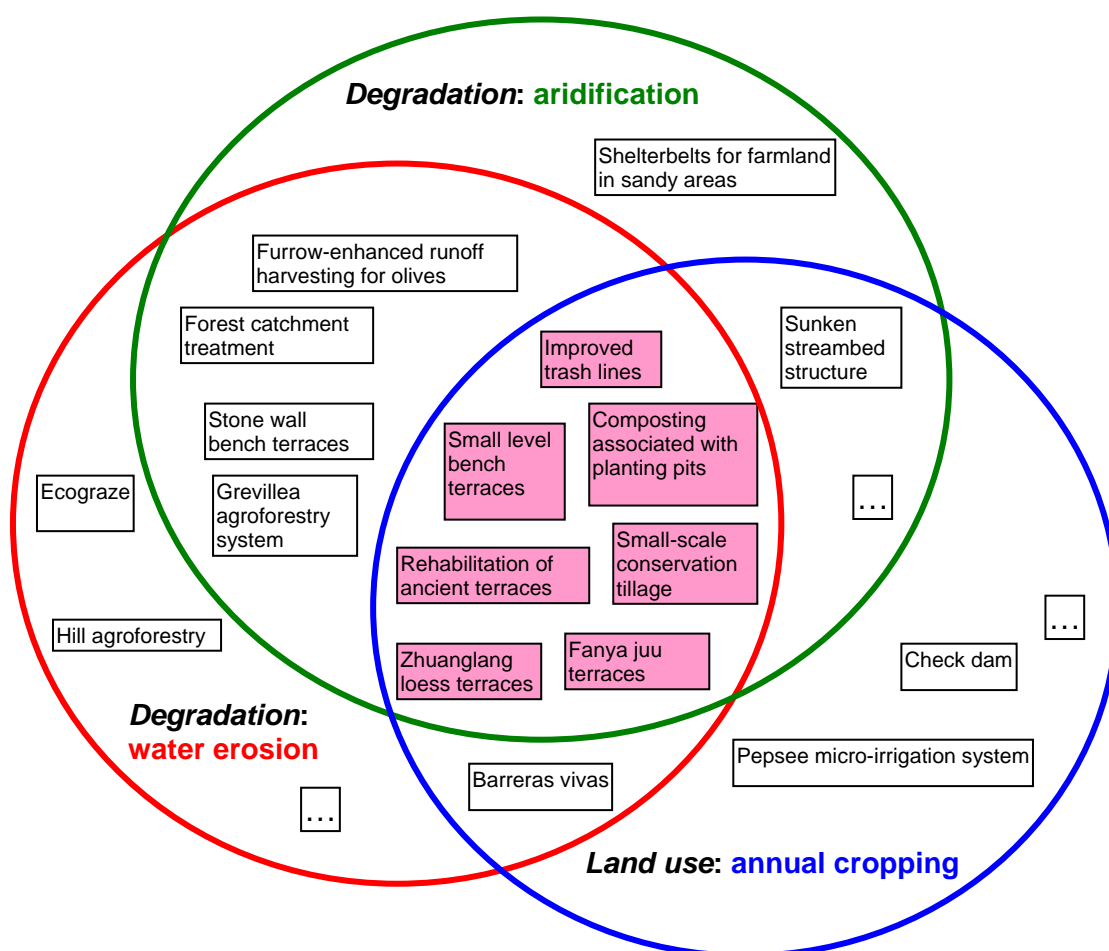 Degradation: aridification
Shelterbelts for farmland
in sandy areas
Furrow-enhanced runoff
harvesting for olives
Forest catchment
treatment
Improved
trash lines
Sunken
streambed
structure
Stone wall
bench terraces
Small level
bench
terraces
Composting
associated with
planting pits
Ecograze
Grevillea
agroforestry
system
...
Rehabilitation of
ancient terraces
Small-scale
conservation
tillage
...
Hill agroforestry
Zhuanglang
loess terraces
Fanya juu
terraces
Check dam
Degradation:
water erosion
Pepsee micro-irrigation system
Barreras vivas
...
Land use: annual cropping